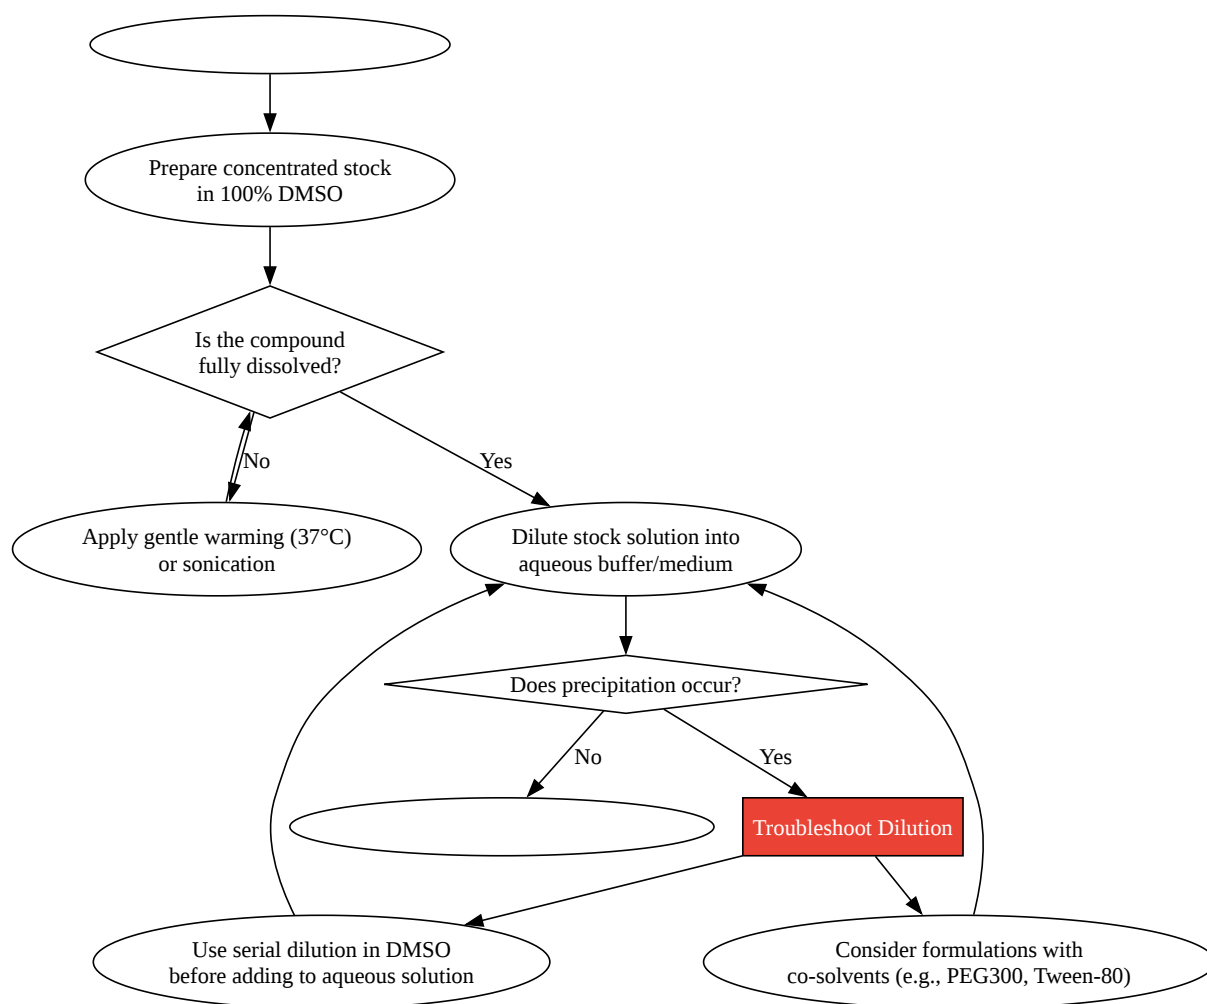 Prepare concentrated stock
in 100% DMSO
Is the compound
fully dissolved?
No
Yes
Apply gentle warming (37°C)
or sonication
Dilute stock solution into
aqueous buffer/medium
Does precipitation occur?
No
Yes
Troubleshoot Dilution
Use serial dilution in DMSO
before adding to aqueous solution
Consider formulations with
co-solvents (e.g., PEG300, Tween-80)